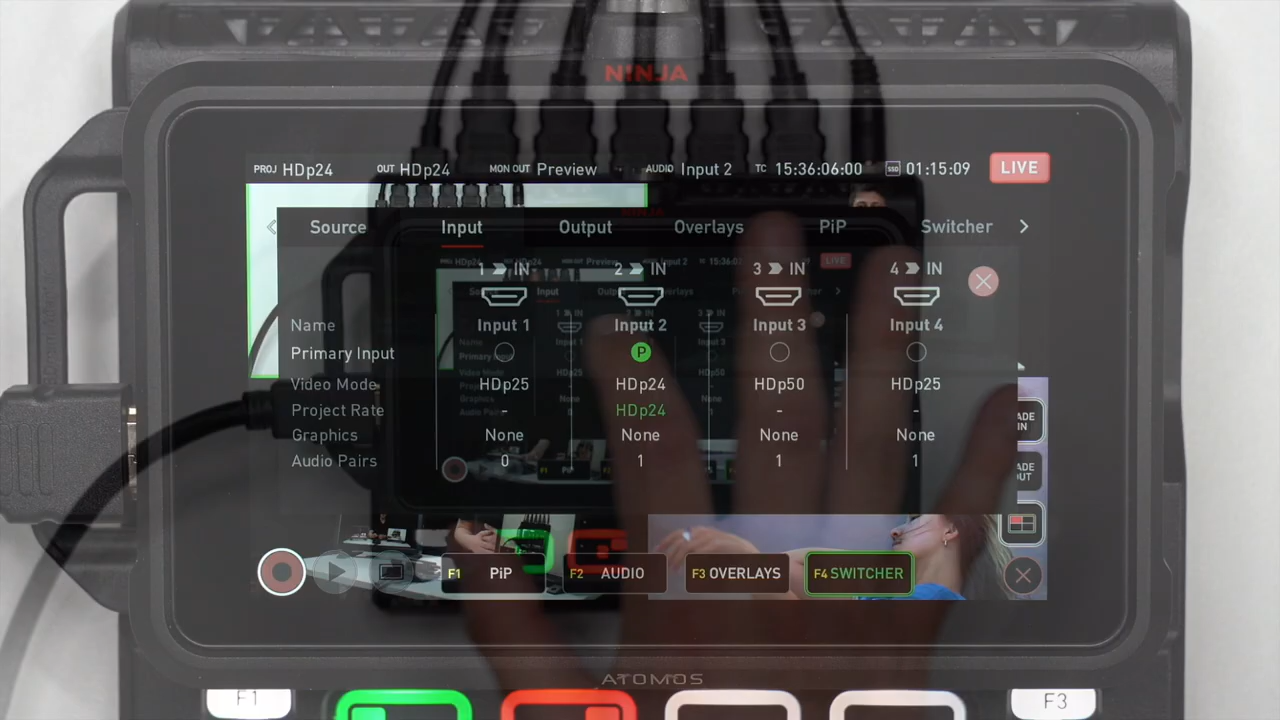 NINJA
PROJ HDp24 OUT HDp24 MON OUT Preview AUDIO Input 2 TC 15:36:06:00 SSD 01:15:09 LIVE
Source Input Output Overlays PiP Switcher
1 IN 2 IN 3 IN 4 IN
Name Input 1 Input 2 Input 3 Input 4
Primary Input P
Video Mode HDp25 HDp24 HDp50 HDp25
Project Rate - HDp24 - -
Graphics None None None None
Audio Pairs 0 1 1 1
F1 PiP F2 AUDIO F3 OVERLAYS F4 SWITCHER
ATOMOS
F1 F3